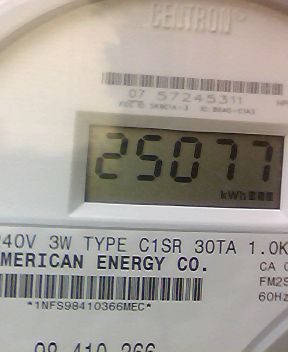 CENTRON
07 57245311
25077
kWh
240V 3W TYPE C1SR 30TA 1.0K
AMERICAN ENERGY CO.
CA
FM2S
60Hz
*1NFS98410366MEC*
98 410 366